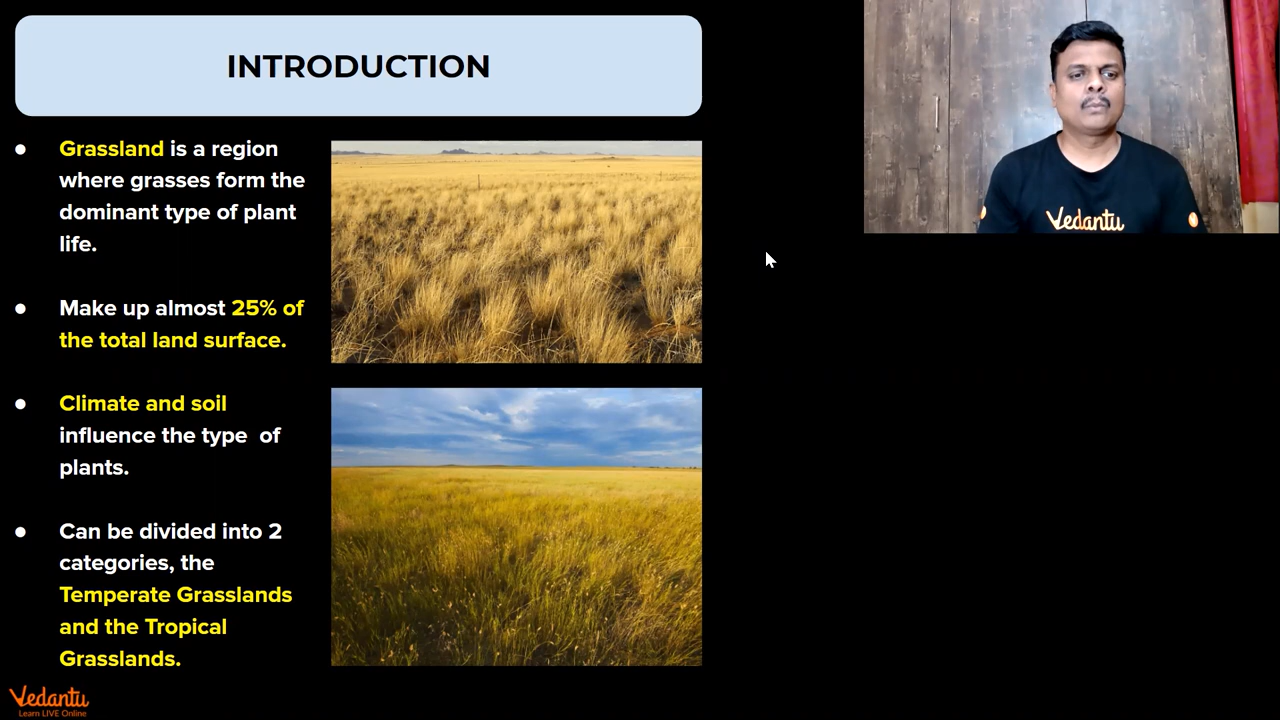 INTRODUCTION
● Grassland is a region
where grasses form the
dominant type of plant
life.
● Make up almost 25% of
the total land surface.
● Climate and soil
influence the type  of
plants.
● Can be divided into 2
categories, the
Temperate Grasslands
and the Tropical
Grasslands.
Vedantu
Vedantu
Learn LIVE Online